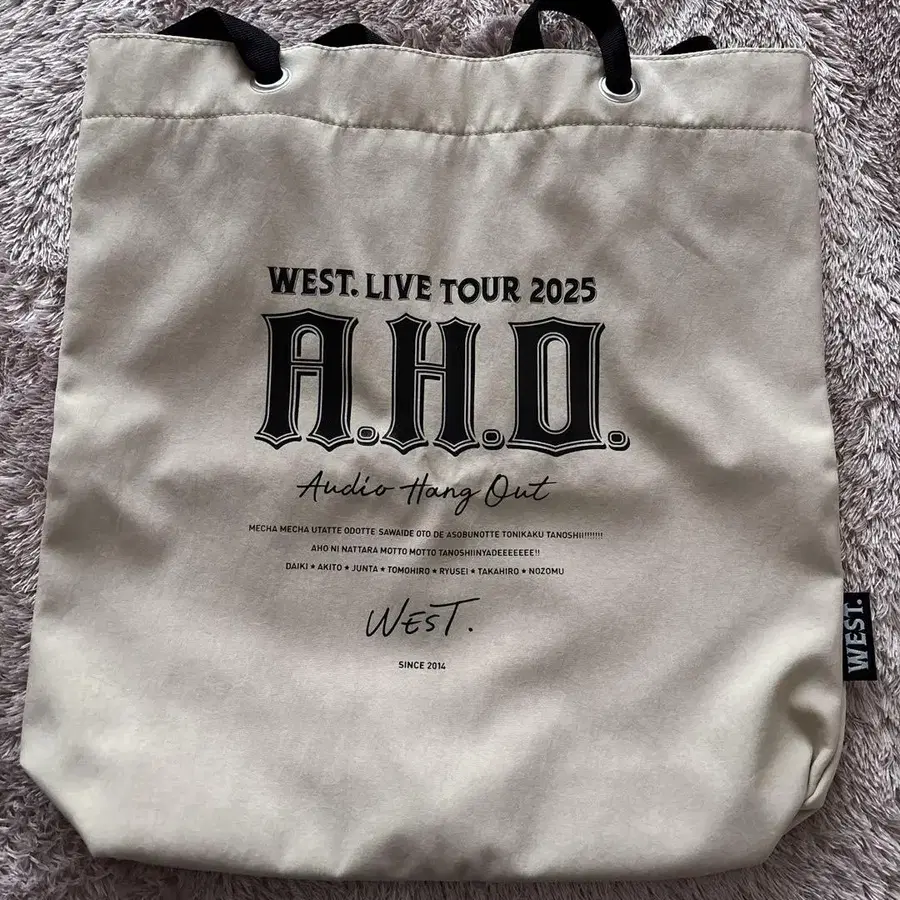 WEST. LIVE TOUR 2025
A.H.O.
Audio Hang Out
MECHA MECHA UTATTE ODOTTE SAWAIDE OTO DE ASOBUNOTTE TONIKAKU TANOSHII!!!!!!!
AHO NI NATTARA MOTTO MOTTO TANOSHIINYADEEEEEEE!!
DAIKI ★ AKITO ★ JUNTA ★ TOMOHIRO ★ RYUSEI ★ TAKAHIRO ★ NOZOMU
WEST.
SINCE 2014
WEST.